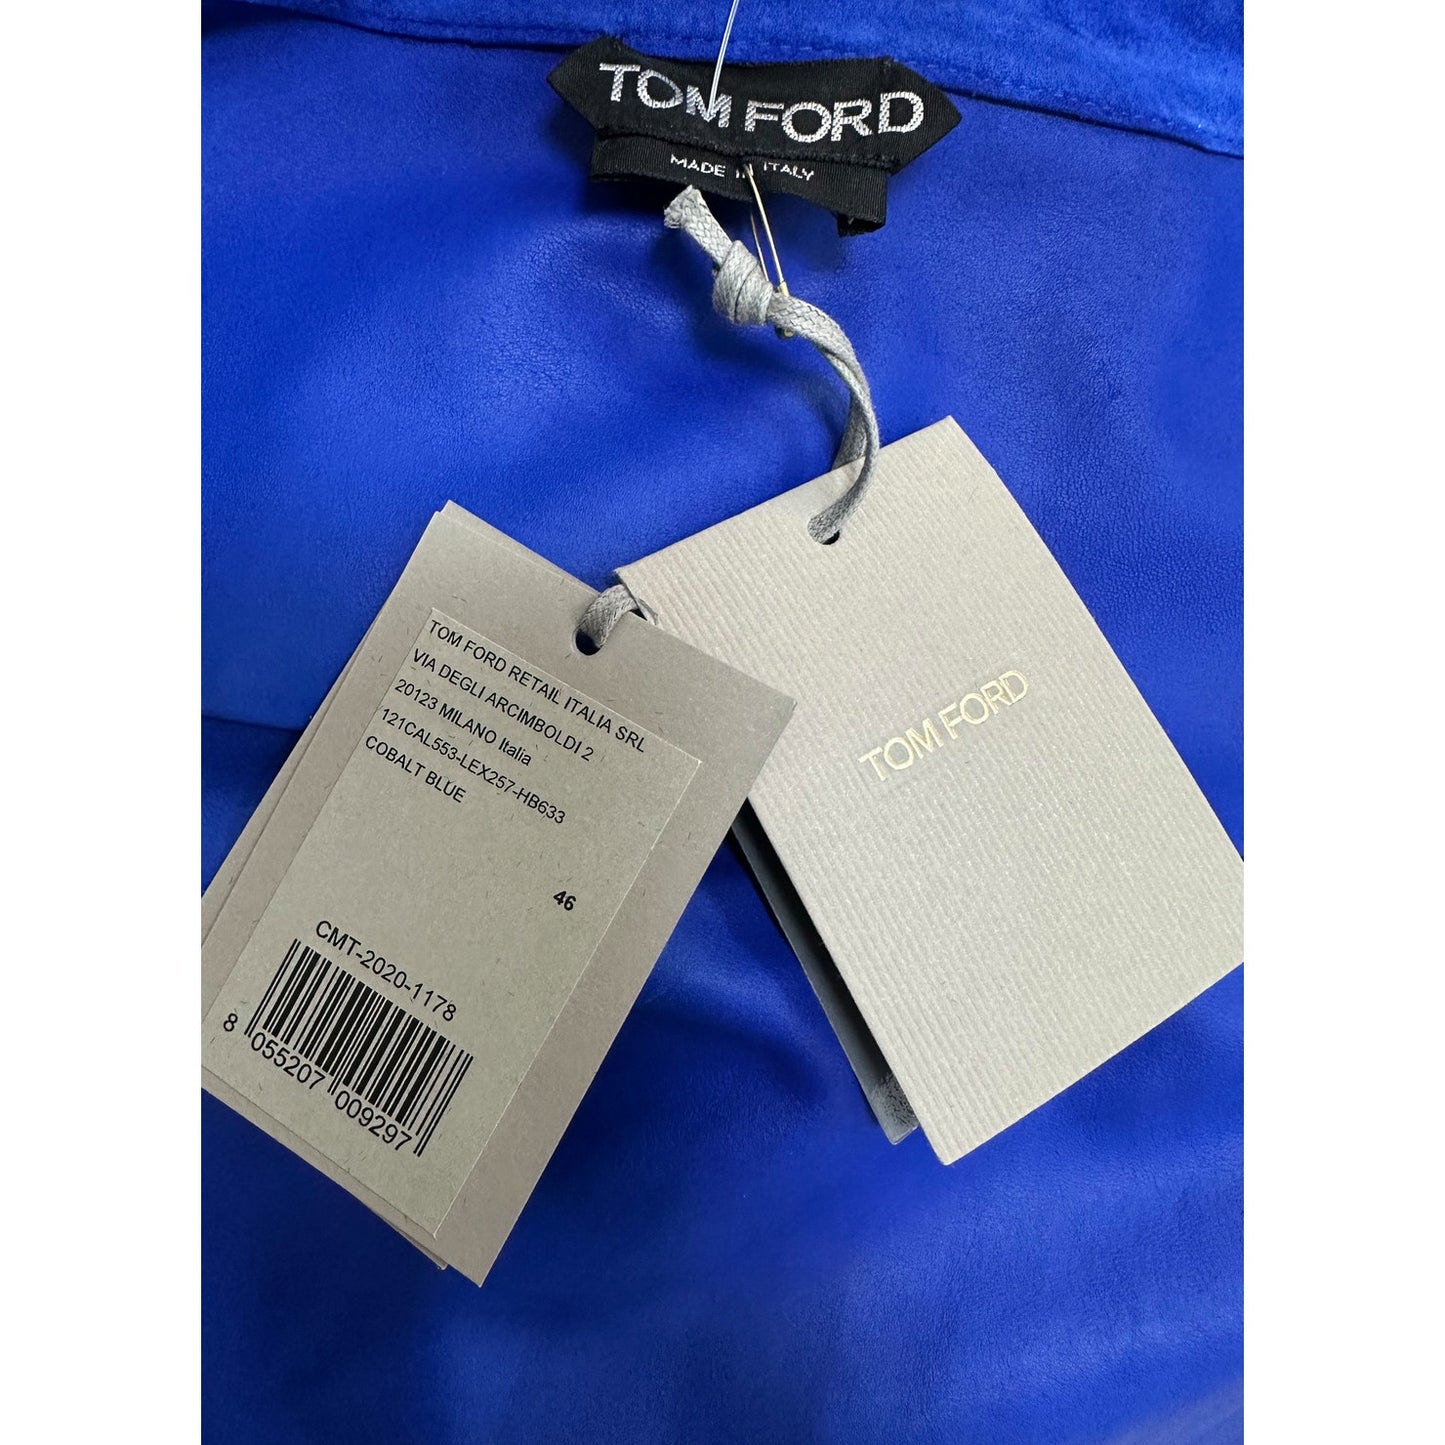 TOM FORD
MADE IN ITALY
TOM FORD
TOM FORD RETAIL ITALIA SRL
VIA DEGLI ARCIMBOLDI 2
20123 MILANO Italia
121CAL553-LEX257-HB633
COBALT BLUE
46
CMT-2020-1178
8 055207 009297